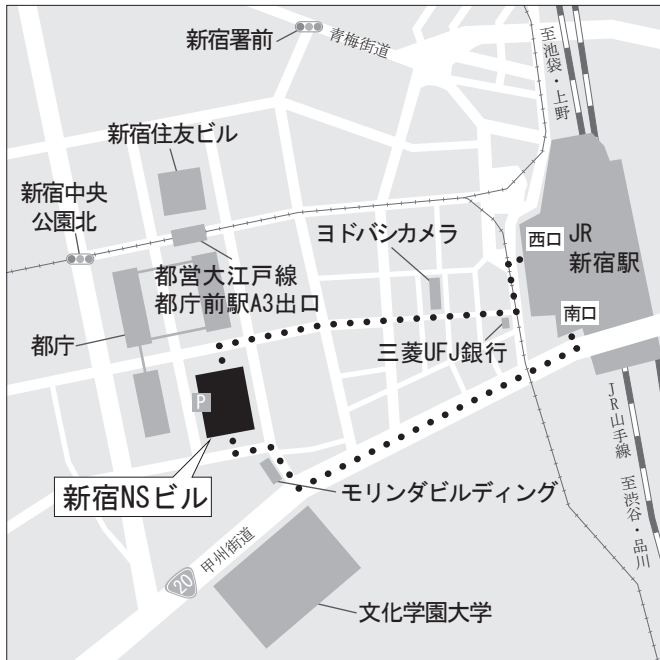 新宿署前
青梅街道
至池袋・上野
新宿住友ビル
新宿中央
公園北
ヨドバシカメラ
西口
JR
新宿駅
都営大江戸線
都庁前駅A3出口
南口
都庁
三菱UFJ銀行
P
JR山手線 至渋谷・品川
新宿NSビル
モリンダビルディング
甲州街道
20
文化学園大学